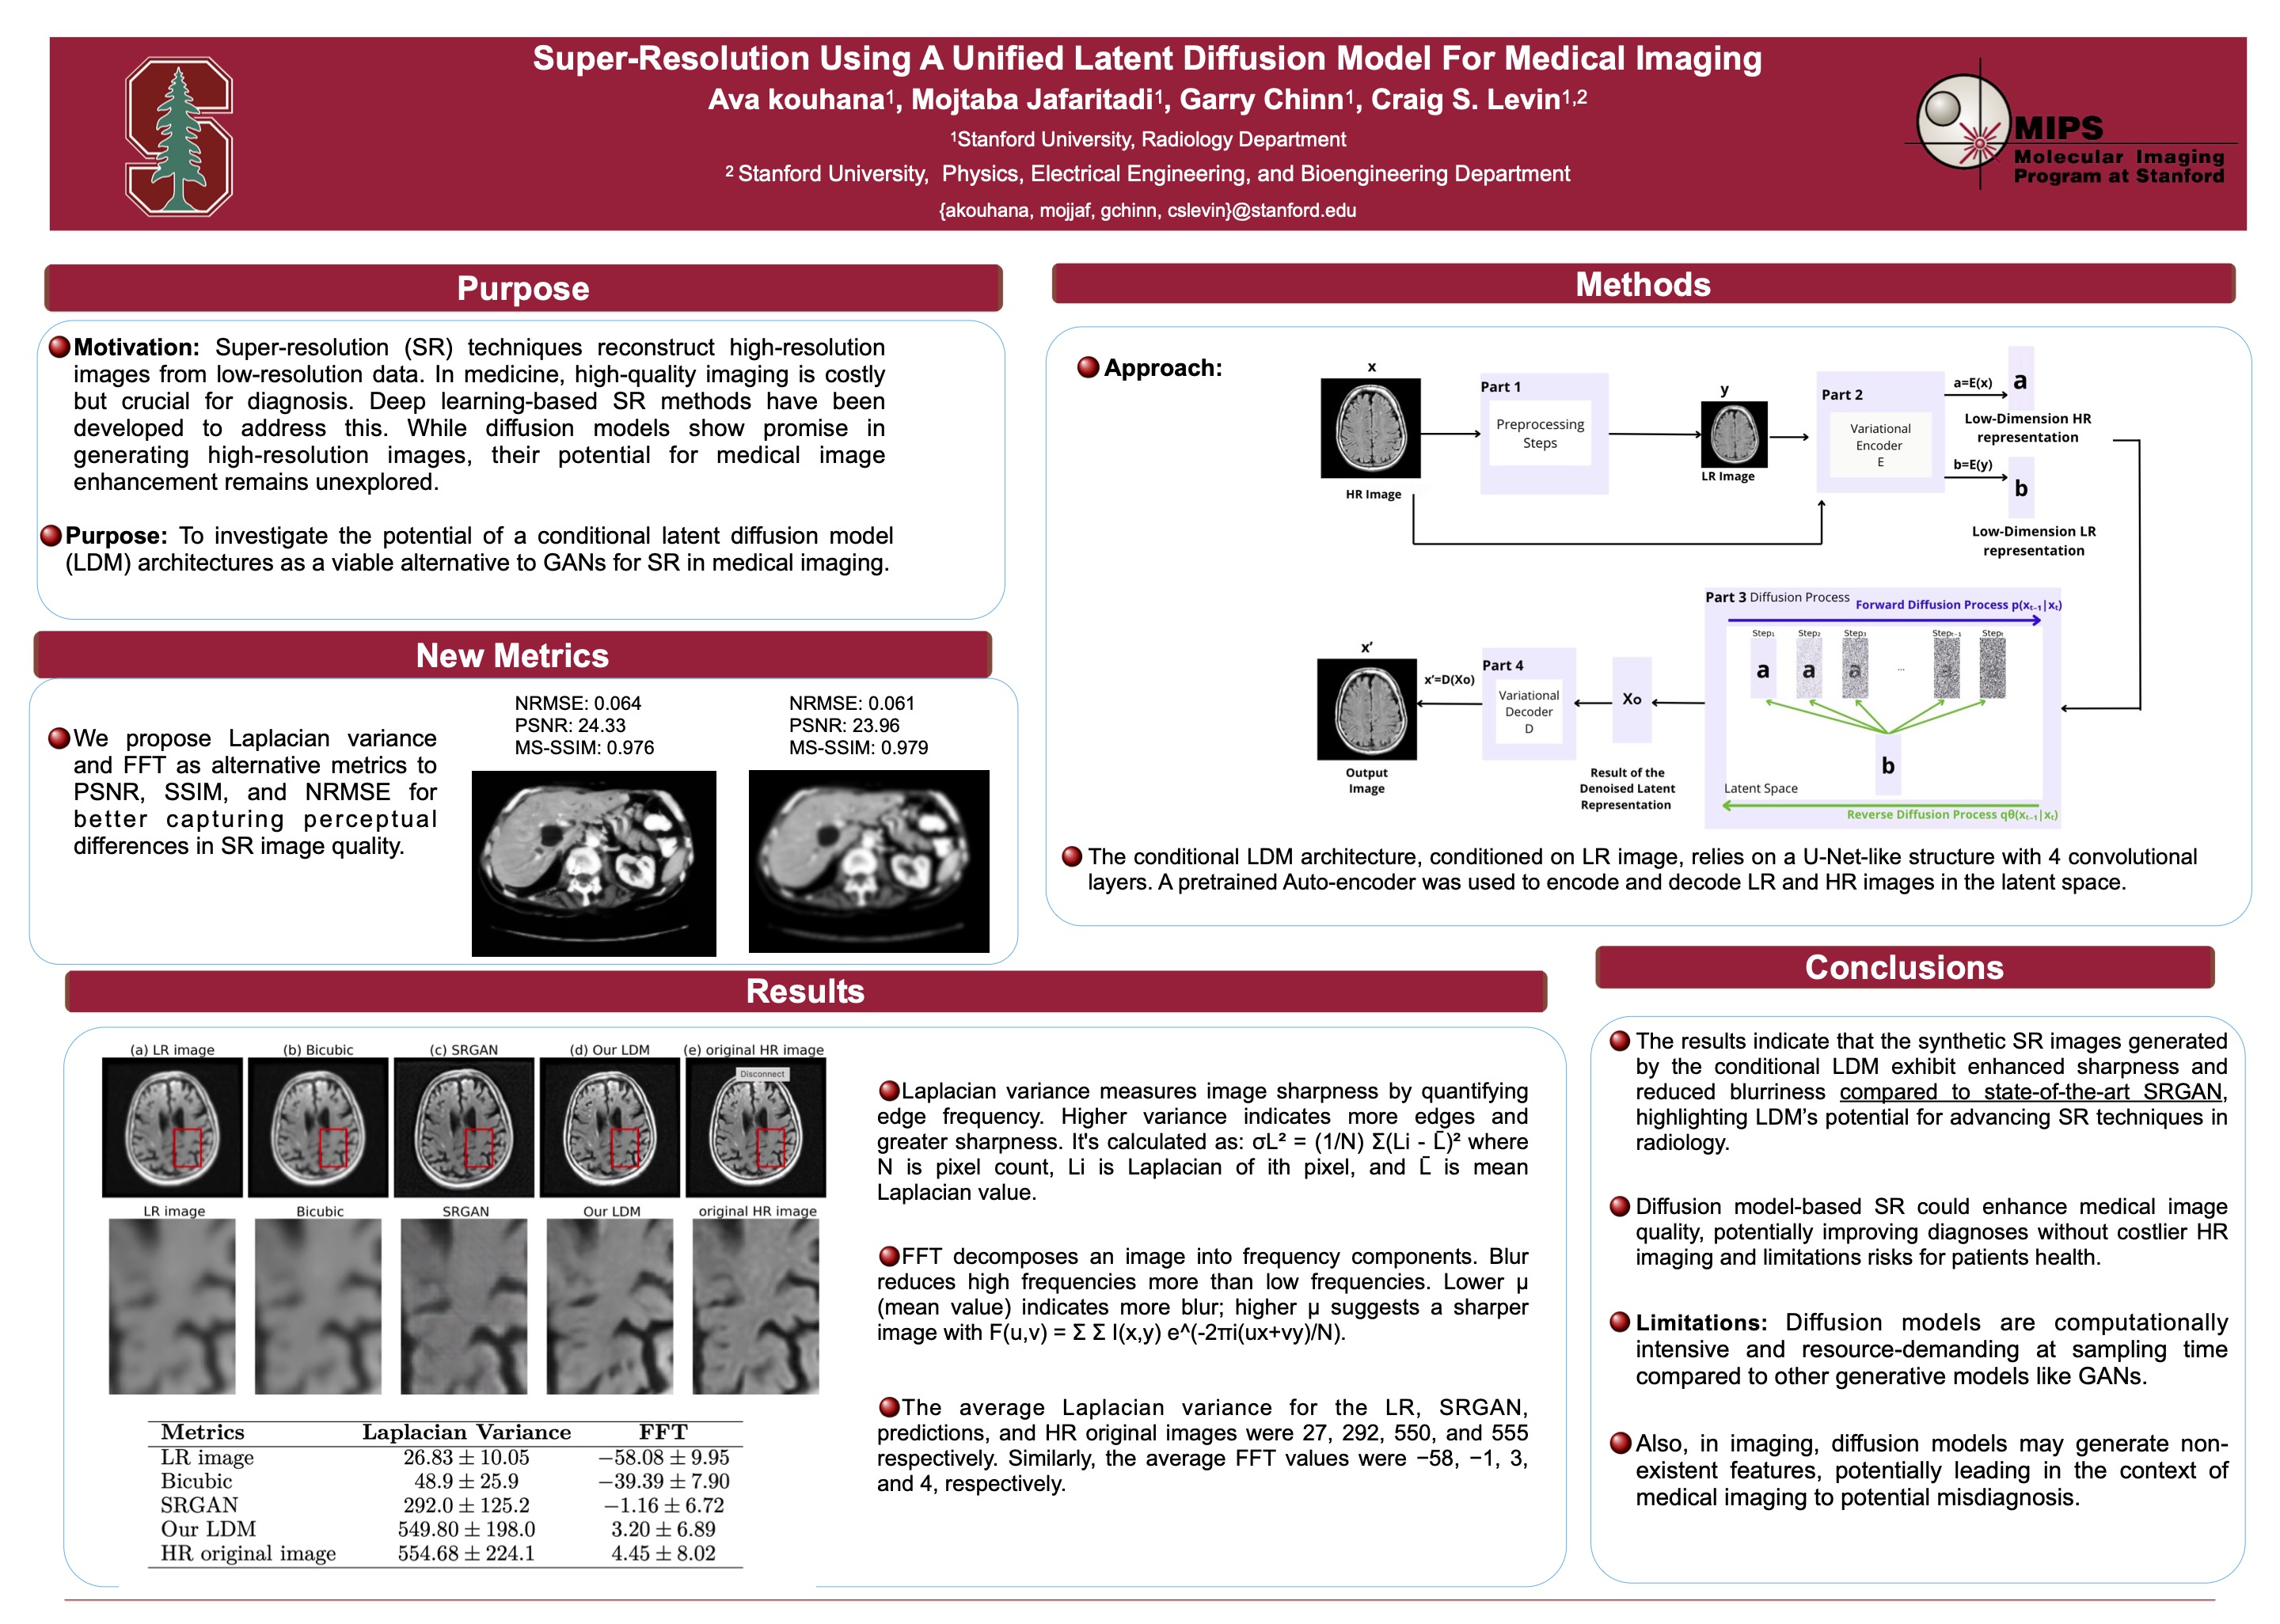 Super-Resolution Using A Unified Latent Diffusion Model For Medical Imaging
Ava kouhana1, Mojtaba Jafaritadi1, Garry Chinn1, Craig S. Levin1,2
1Stanford University, Radiology Department
2 Stanford University, Physics, Electrical Engineering, and Bioengineering Department
{akouhana, mojjaf, gchinn, cslevin}@stanford.edu
MIPS
Molecular Imaging
Program at Stanford
Purpose
Motivation: Super-resolution (SR) techniques reconstruct high-resolution
images from low-resolution data. In medicine, high-quality imaging is costly
but crucial for diagnosis. Deep learning-based SR methods have been
developed to address this. While diffusion models show promise in
generating high-resolution images, their potential for medical image
enhancement remains unexplored.
Purpose: To investigate the potential of a conditional latent diffusion model
(LDM) architectures as a viable alternative to GANs for SR in medical imaging.
New Metrics
We propose Laplacian variance
and FFT as alternative metrics to
PSNR, SSIM, and NRMSE for
better capturing perceptual
differences in SR image quality.
NRMSE: 0.064
PSNR: 24.33
MS-SSIM: 0.976
NRMSE: 0.061
PSNR: 23.96
MS-SSIM: 0.979
Methods
Approach:
x
HR Image
Part 1
Preprocessing
Steps
y
LR Image
Part 2
Variational
Encoder
E
a=E(x)
a
Low-Dimension HR
representation
b=E(y)
b
Low-Dimension LR
representation
Part 3 Diffusion Process
Forward Diffusion Process p(xₜ₋₁|xₜ)
Step₁
Step₂
Step₃
Stepₜ₋₁
Stepₜ
a
a
a
...
a
b
Latent Space
Reverse Diffusion Process qθ(xₜ₋₁|xₜ)
Xo
Result of the
Denoised Latent
Representation
Part 4
Variational
Decoder
D
x'=D(Xo)
x'
Output
Image
The conditional LDM architecture, conditioned on LR image, relies on a U-Net-like structure with 4 convolutional
layers. A pretrained Auto-encoder was used to encode and decode LR and HR images in the latent space.
Results
(a) LR image (b) Bicubic (c) SRGAN (d) Our LDM (e) original HR image
Disconnect
LR image Bicubic SRGAN Our LDM original HR image
Metrics Laplacian Variance FFT
LR image 26.83 ± 10.05 −58.08 ± 9.95
Bicubic 48.9 ± 25.9 −39.39 ± 7.90
SRGAN 292.0 ± 125.2 −1.16 ± 6.72
Our LDM 549.80 ± 198.0 3.20 ± 6.89
HR original image 554.68 ± 224.1 4.45 ± 8.02
Laplacian variance measures image sharpness by quantifying
edge frequency. Higher variance indicates more edges and
greater sharpness. It's calculated as: σL² = (1/N) Σ(Li - L̄)² where
N is pixel count, Li is Laplacian of ith pixel, and L̄ is mean
Laplacian value.
FFT decomposes an image into frequency components. Blur
reduces high frequencies more than low frequencies. Lower μ
(mean value) indicates more blur; higher μ suggests a sharper
image with F(u,v) = Σ Σ I(x,y) e^(-2πi(ux+vy)/N).
The average Laplacian variance for the LR, SRGAN,
predictions, and HR original images were 27, 292, 550, and 555
respectively. Similarly, the average FFT values were −58, −1, 3,
and 4, respectively.
Conclusions
The results indicate that the synthetic SR images generated
by the conditional LDM exhibit enhanced sharpness and
reduced blurriness compared to state-of-the-art SRGAN,
highlighting LDM's potential for advancing SR techniques in
radiology.
Diffusion model-based SR could enhance medical image
quality, potentially improving diagnoses without costlier HR
imaging and limitations risks for patients health.
Limitations: Diffusion models are computationally
intensive and resource-demanding at sampling time
compared to other generative models like GANs.
Also, in imaging, diffusion models may generate non-
existent features, potentially leading in the context of
medical imaging to potential misdiagnosis.